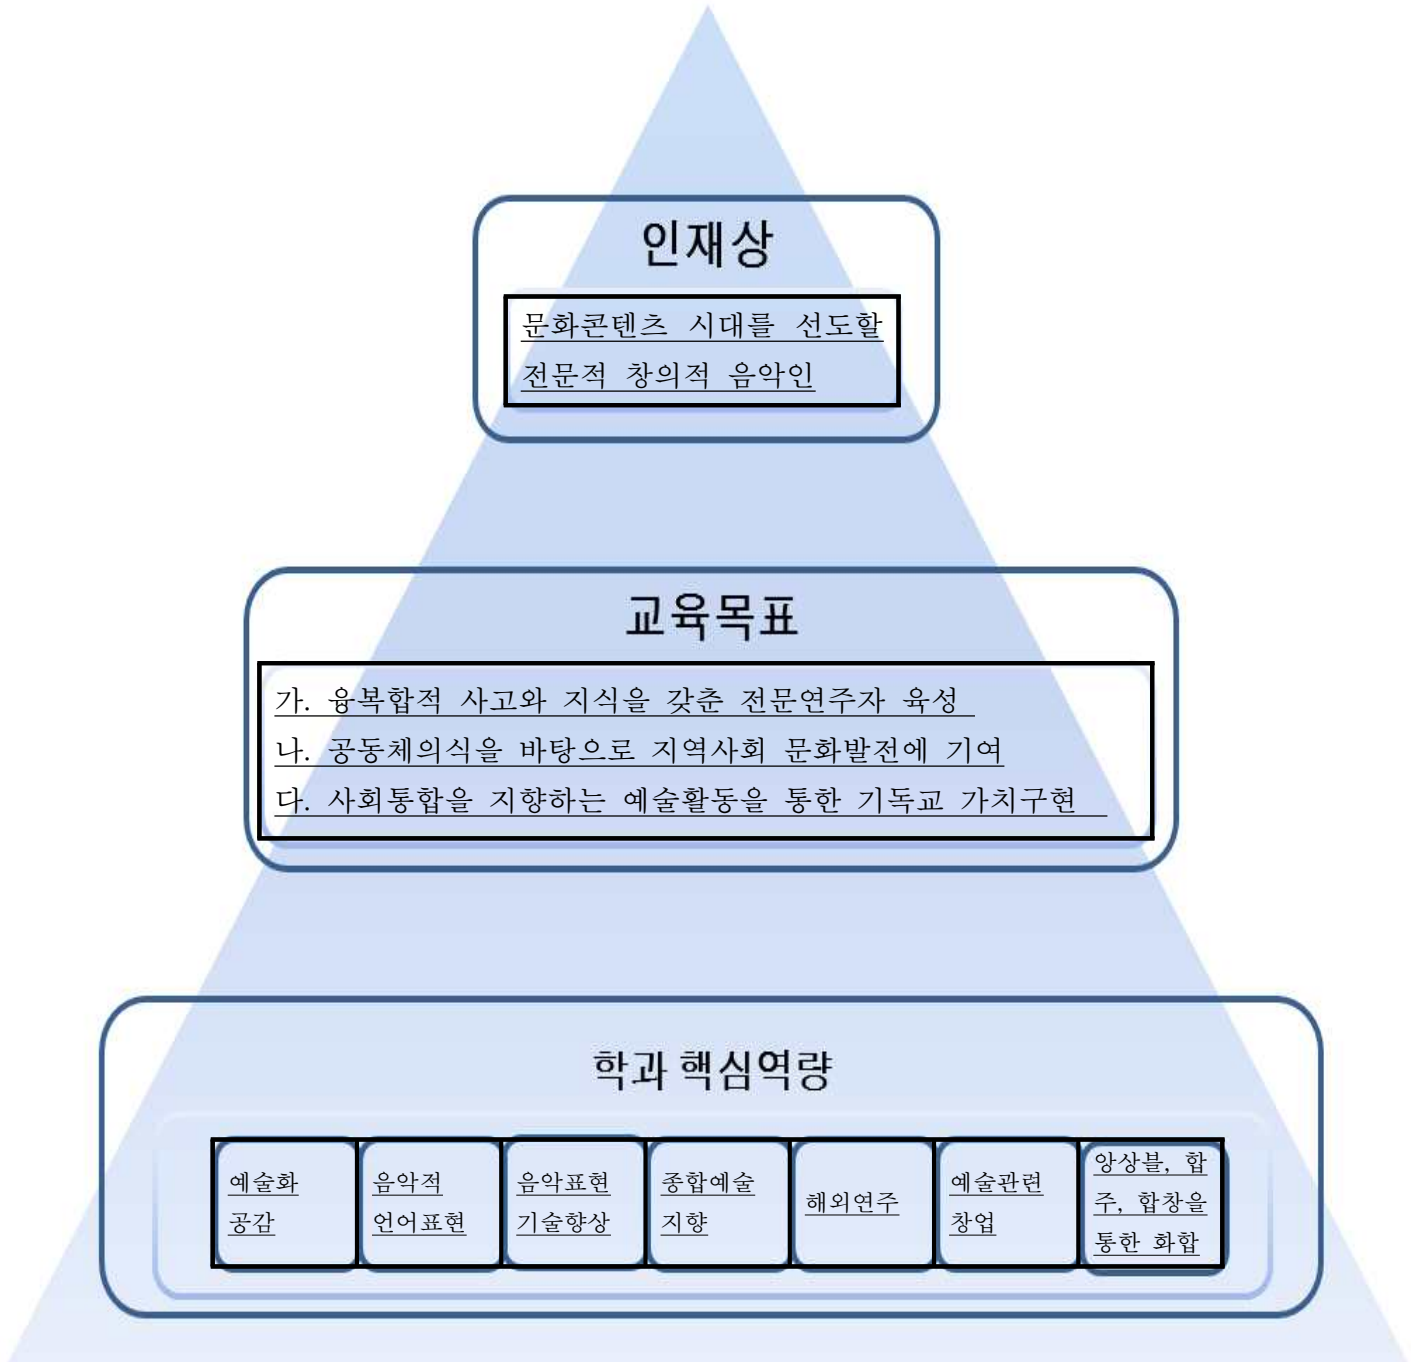 인재상
문화콘텐츠 시대를 선도할
전문적 창의적 음악인
교육목표
가. 융복합적 사고와 지식을 갖춘 전문연주자 육성
나. 공동체의식을 바탕으로 지역사회 문화발전에 기여
다. 사회통합을 지향하는 예술활동을 통한 기독교 가치구현
학과 핵심역량
예술화
공감
음악적
언어표현
음악표현
기술향상
종합예술
지향
해외연주
예술관련
창업
앙상블, 합
주, 합창을
통한 화합